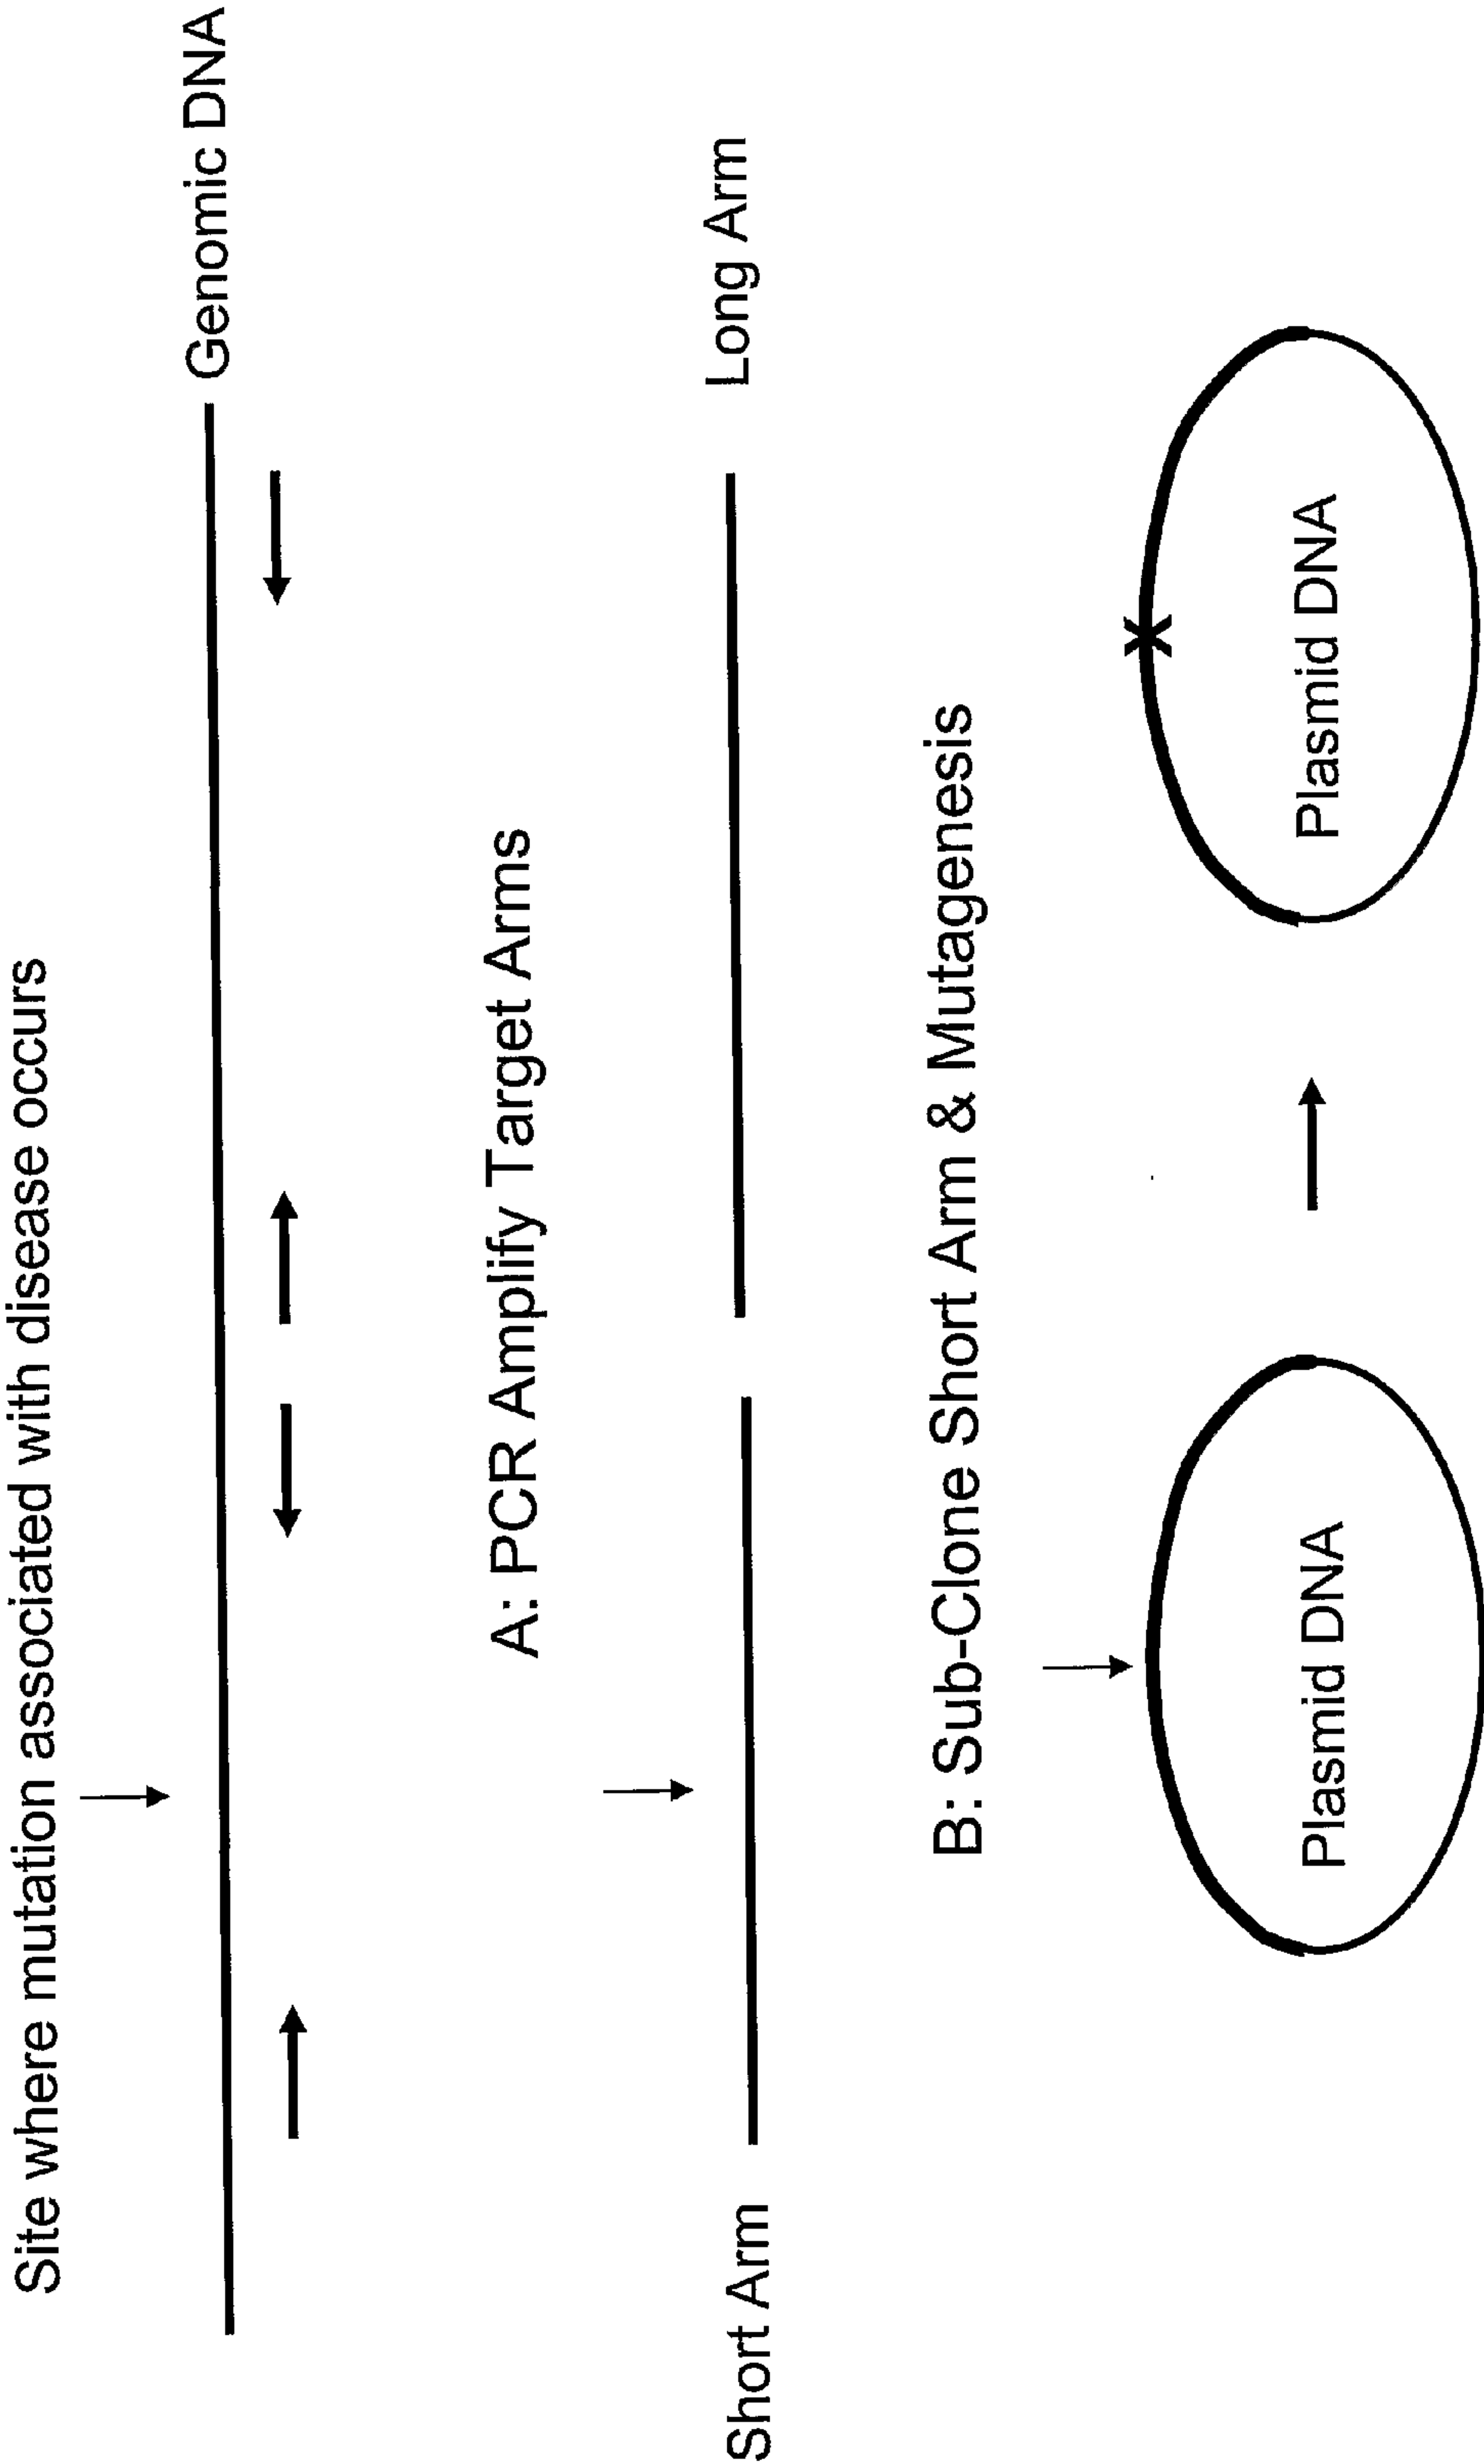 Site where mutation associated with disease occurs
Genomic DNA
A: PCR Amplify Target Arms
Short Arm
Long Arm
B: Sub-Clone Short Arm & Mutagenesis
X
Plasmid DNA
Plasmid DNA